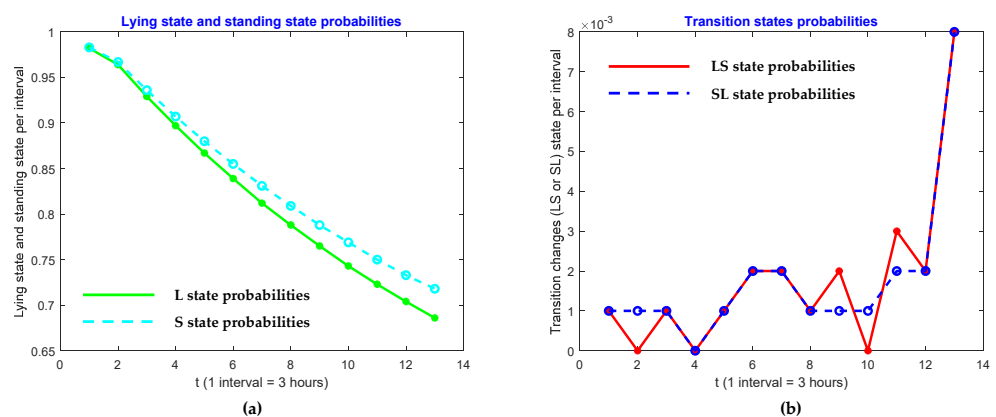 Lying state and standing state probabilities
1
0.95
0.9
0.85
0.8
0.75
0.7
0.65
Lying state and standing state per interval
L state probabilities
S state probabilities
0 2 4 6 8 10 12 14
t (1 interval = 3 hours)
(a)
Transition states probabilities
×10⁻³
8
7
6
5
4
3
2
1
0
Transition changes (LS or SL) state per interval
LS state probabilities
SL state probabilities
0 2 4 6 8 10 12 14
t (1 interval = 3 hours)
(b)